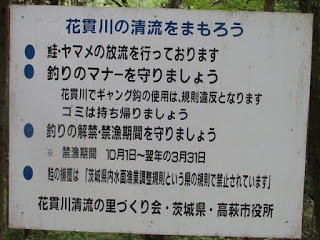 花貫川の清流をまもろう
● 鮭・ヤマメの放流を行っております
● 釣りのマナーを守りましょう
花貫川でギャング釣の使用は、規則違反となります
ゴミは持ち帰りましょう
● 釣りの解禁・禁漁期間を守りましょう
※ 禁漁期間 10月1日～翌年の3月31日
● 鮭の捕獲は「茨城県内水面漁業調整規則という県の規則で禁止されています」
花貫川清流の里づくり会・茨城県・高萩市役所